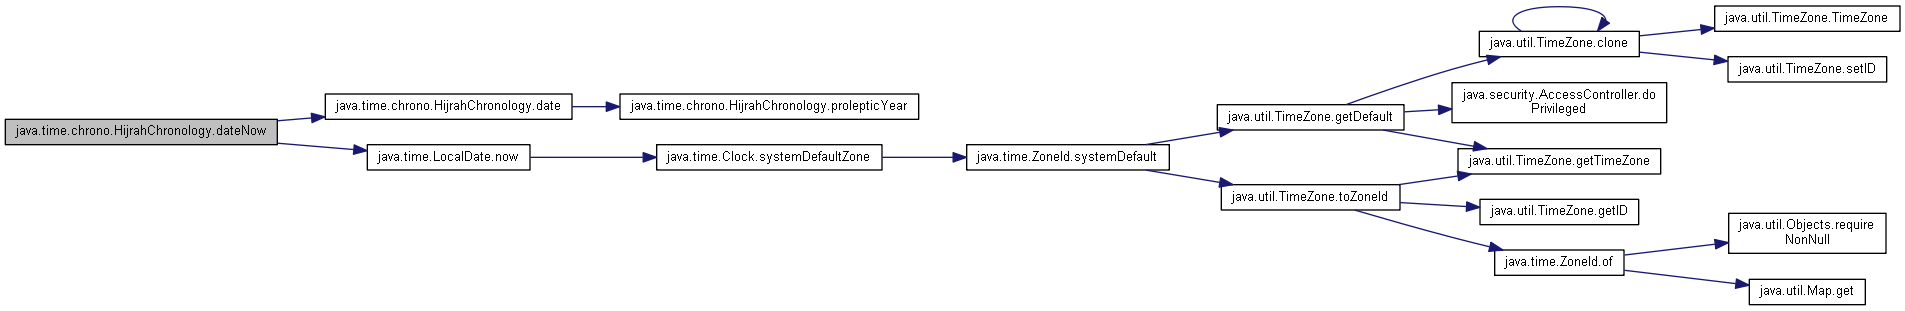 java.time.chrono.HijrahChronology.dateNow
java.time.chrono.HijrahChronology.date
java.time.chrono.HijrahChronology.prolepticYear
java.time.LocalDate.now
java.time.Clock.systemDefaultZone
java.time.ZoneId.systemDefault
java.util.TimeZone.getDefault
java.util.TimeZone.clone
java.util.TimeZone.TimeZone
java.util.TimeZone.setID
java.security.AccessController.do
Privileged
java.util.TimeZone.getTimeZone
java.util.TimeZone.toZoneId
java.util.TimeZone.getID
java.time.ZoneId.of
java.util.Objects.require
NonNull
java.util.Map.get